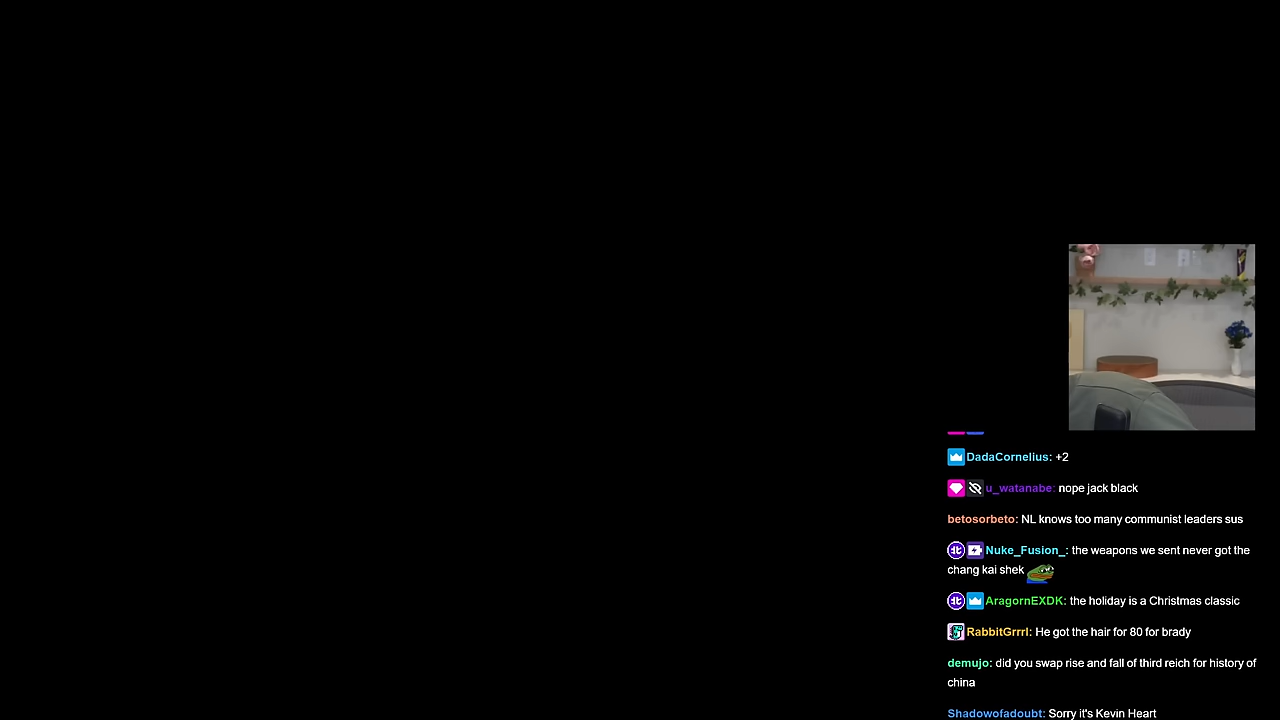 DadaCornelius: +2
u_watanabe: nope jack black
betosorbeto: NL knows too many communist leaders sus
Nuke_Fusion_: the weapons we sent never got the
chang kai shek
AragornEXDK: the holiday is a Christmas classic
RabbitGrrrl: He got the hair for 80 for brady
demujo: did you swap rise and fall of third reich for history of
china
Shadowofadoubt: Sorry it's Kevin Heart